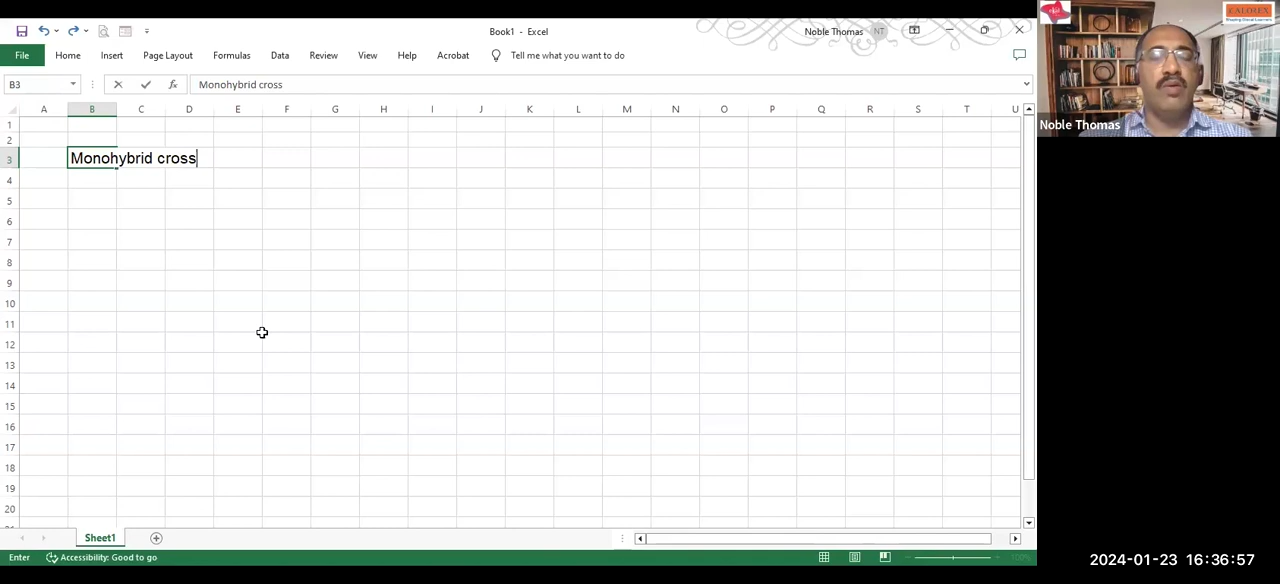 Book1 - Excel
Noble Thomas
NT
File Home Insert Page Layout Formulas Data Review View Help Acrobat Tell me what you want to do
B3 fx Monohybrid cross
A B C D E F G H I J K L M N O P Q R S T U
1
2
3 Monohybrid cross
4
5
6
7
8
9
10
11
12
13
14
15
16
17
18
19
20
Sheet1
Enter Accessibility: Good to go
100%
Noble Thomas
2024-01-23 16:36:57